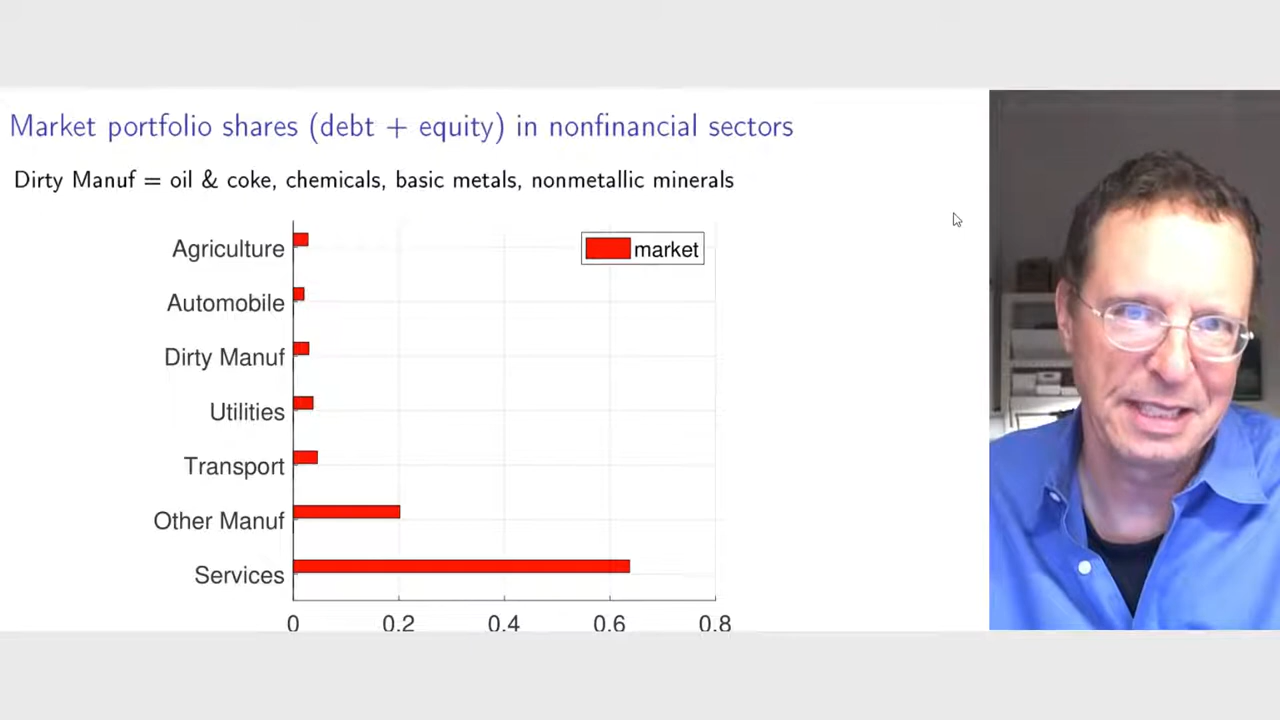 Market portfolio shares (debt + equity) in nonfinancial sectors
Dirty Manuf = oil & coke, chemicals, basic metals, nonmetallic minerals
market
Agriculture
Automobile
Dirty Manuf
Utilities
Transport
Other Manuf
Services
0 0.2 0.4 0.6 0.8